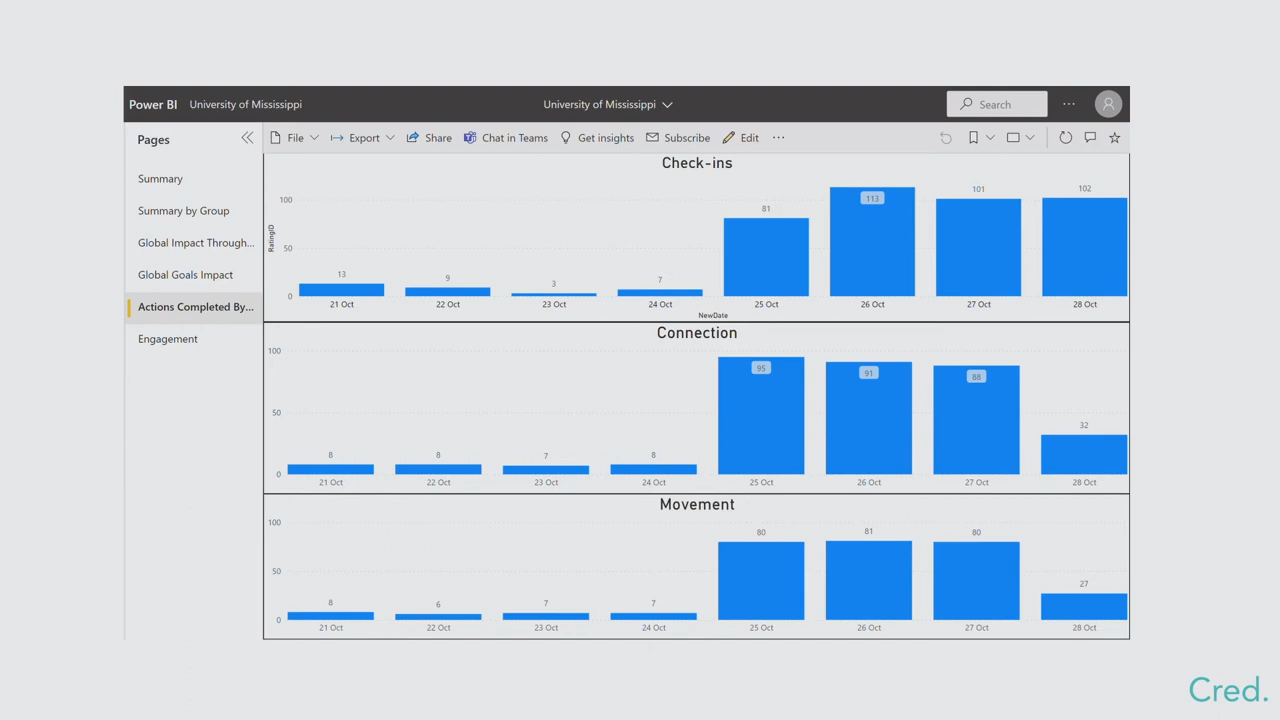 Power BI University of Mississippi University of Mississippi Search ...
Pages File Export Share Chat in Teams Get insights Subscribe Edit ...
Summary
Summary by Group
Global Impact Through...
Global Goals Impact
Actions Completed By...
Engagement
Check-ins
RatingID
100
50
0
13 9 3 7 81 113 101 102
21 Oct 22 Oct 23 Oct 24 Oct 25 Oct 26 Oct 27 Oct 28 Oct
NewDate
Connection
100
50
0
8 8 7 8 95 91 88 32
21 Oct 22 Oct 23 Oct 24 Oct 25 Oct 26 Oct 27 Oct 28 Oct
Movement
100
50
0
8 6 7 7 80 81 80 27
21 Oct 22 Oct 23 Oct 24 Oct 25 Oct 26 Oct 27 Oct 28 Oct
Cred.